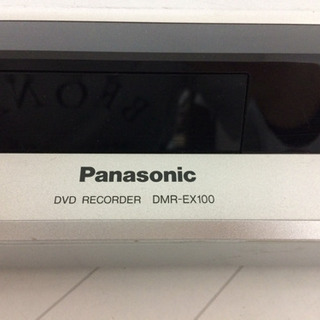 Panasonic
DVD RECORDER DMR-EX100